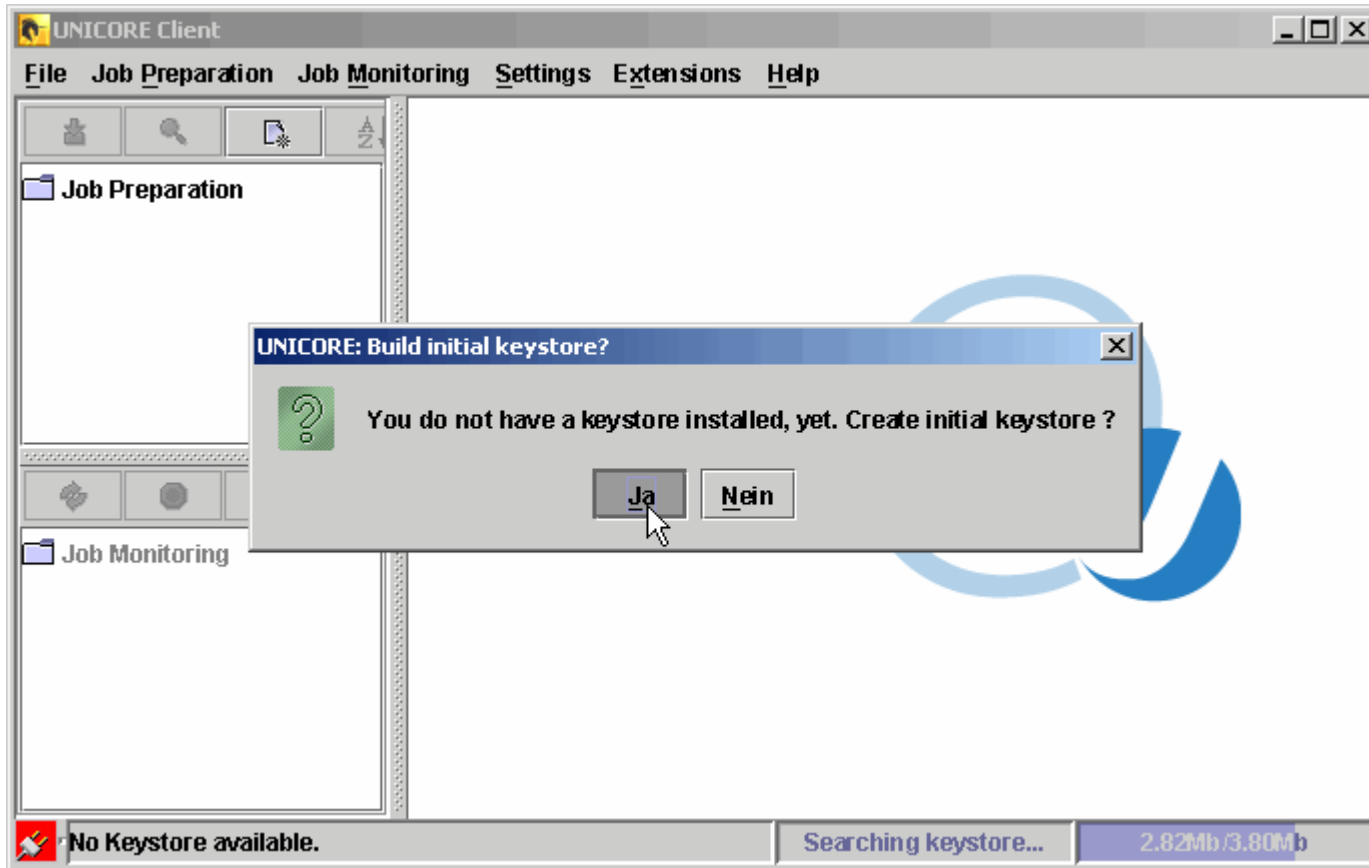 UNICORE Client
File Job Preparation Job Monitoring Settings Extensions Help
Job Preparation
UNICORE: Build initial keystore?
You do not have a keystore installed, yet. Create initial keystore ?
Ja Nein
Job Monitoring
No Keystore available. Searching keystore... 2.82Mb/3.80Mb